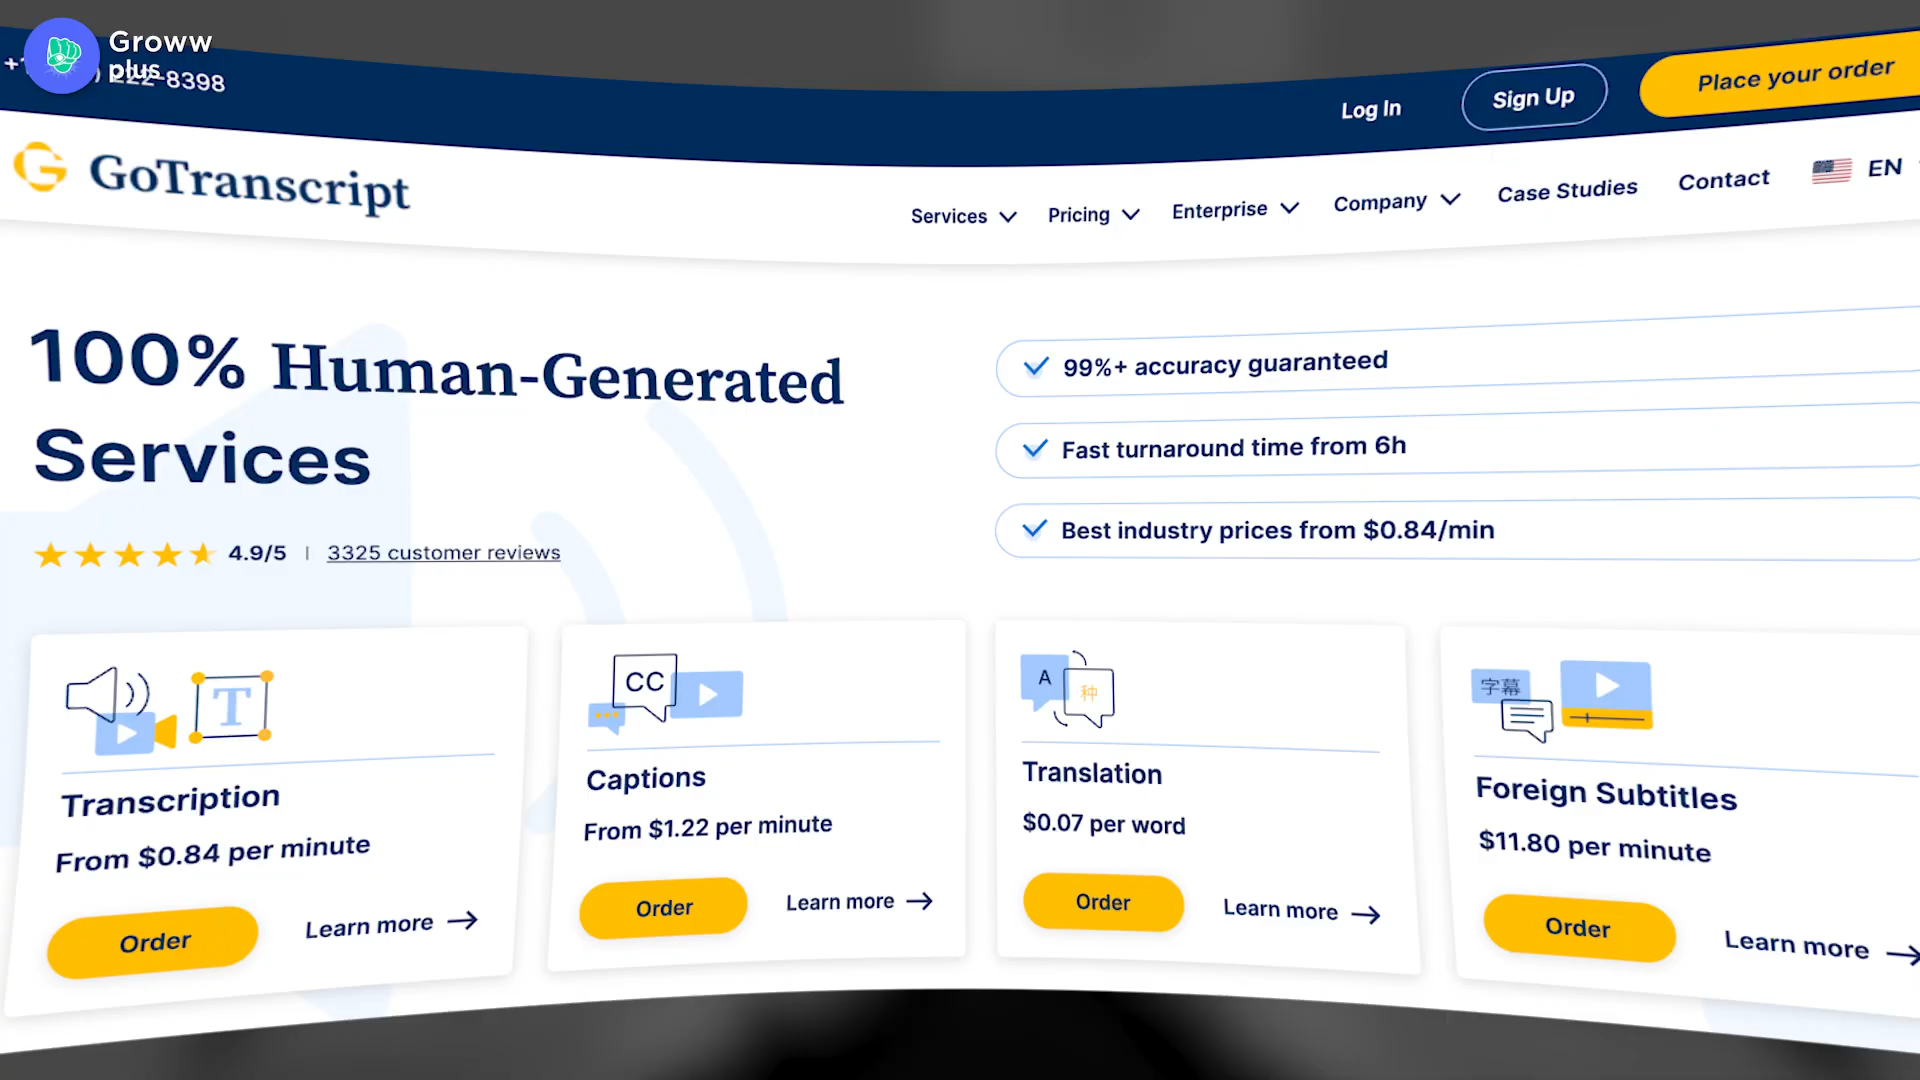 Groww
plus
222-8398
Log In
Sign Up
Place your order
GoTranscript
Services
Pricing
Enterprise
Company
Case Studies
Contact
EN
100% Human-Generated
Services
99%+ accuracy guaranteed
Fast turnaround time from 6h
Best industry prices from $0.84/min
4.9/5 | 3325 customer reviews
T
Transcription
From $0.84 per minute
Order
Learn more
CC
Captions
From $1.22 per minute
Order
Learn more
A
种
Translation
$0.07 per word
Order
Learn more
字幕
Foreign Subtitles
$11.80 per minute
Order
Learn more